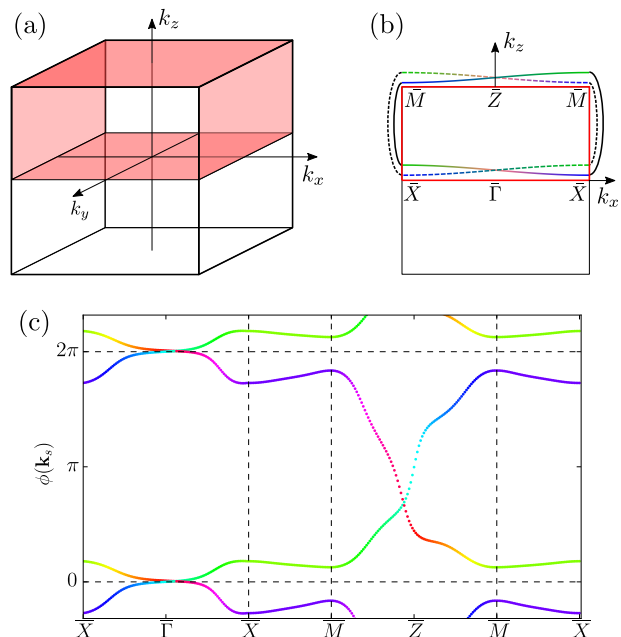 (a)
k_z
k_x
k_y
(b)
k_z
M̄ Z̄ M̄
X̄ Γ̄ X̄
k_x
(c)
2π
π
0
ϕ(k_s)
X̄ Γ̄ X̄ M̄ Z̄ M̄ X̄